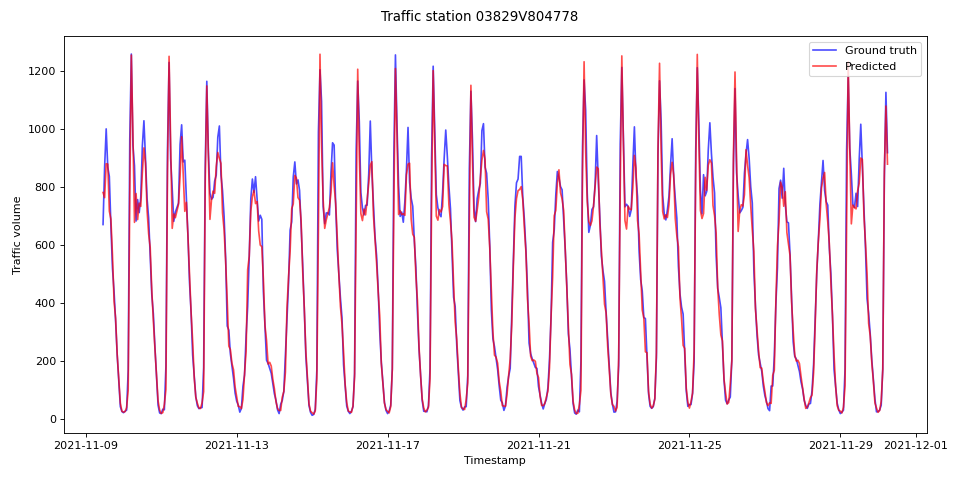 Traffic station 03829V804778
Ground truth
Predicted
Traffic volume
1200
1000
800
600
400
200
0
2021-11-09
2021-11-13
2021-11-17
2021-11-21
2021-11-25
2021-11-29
2021-12-01
Timestamp